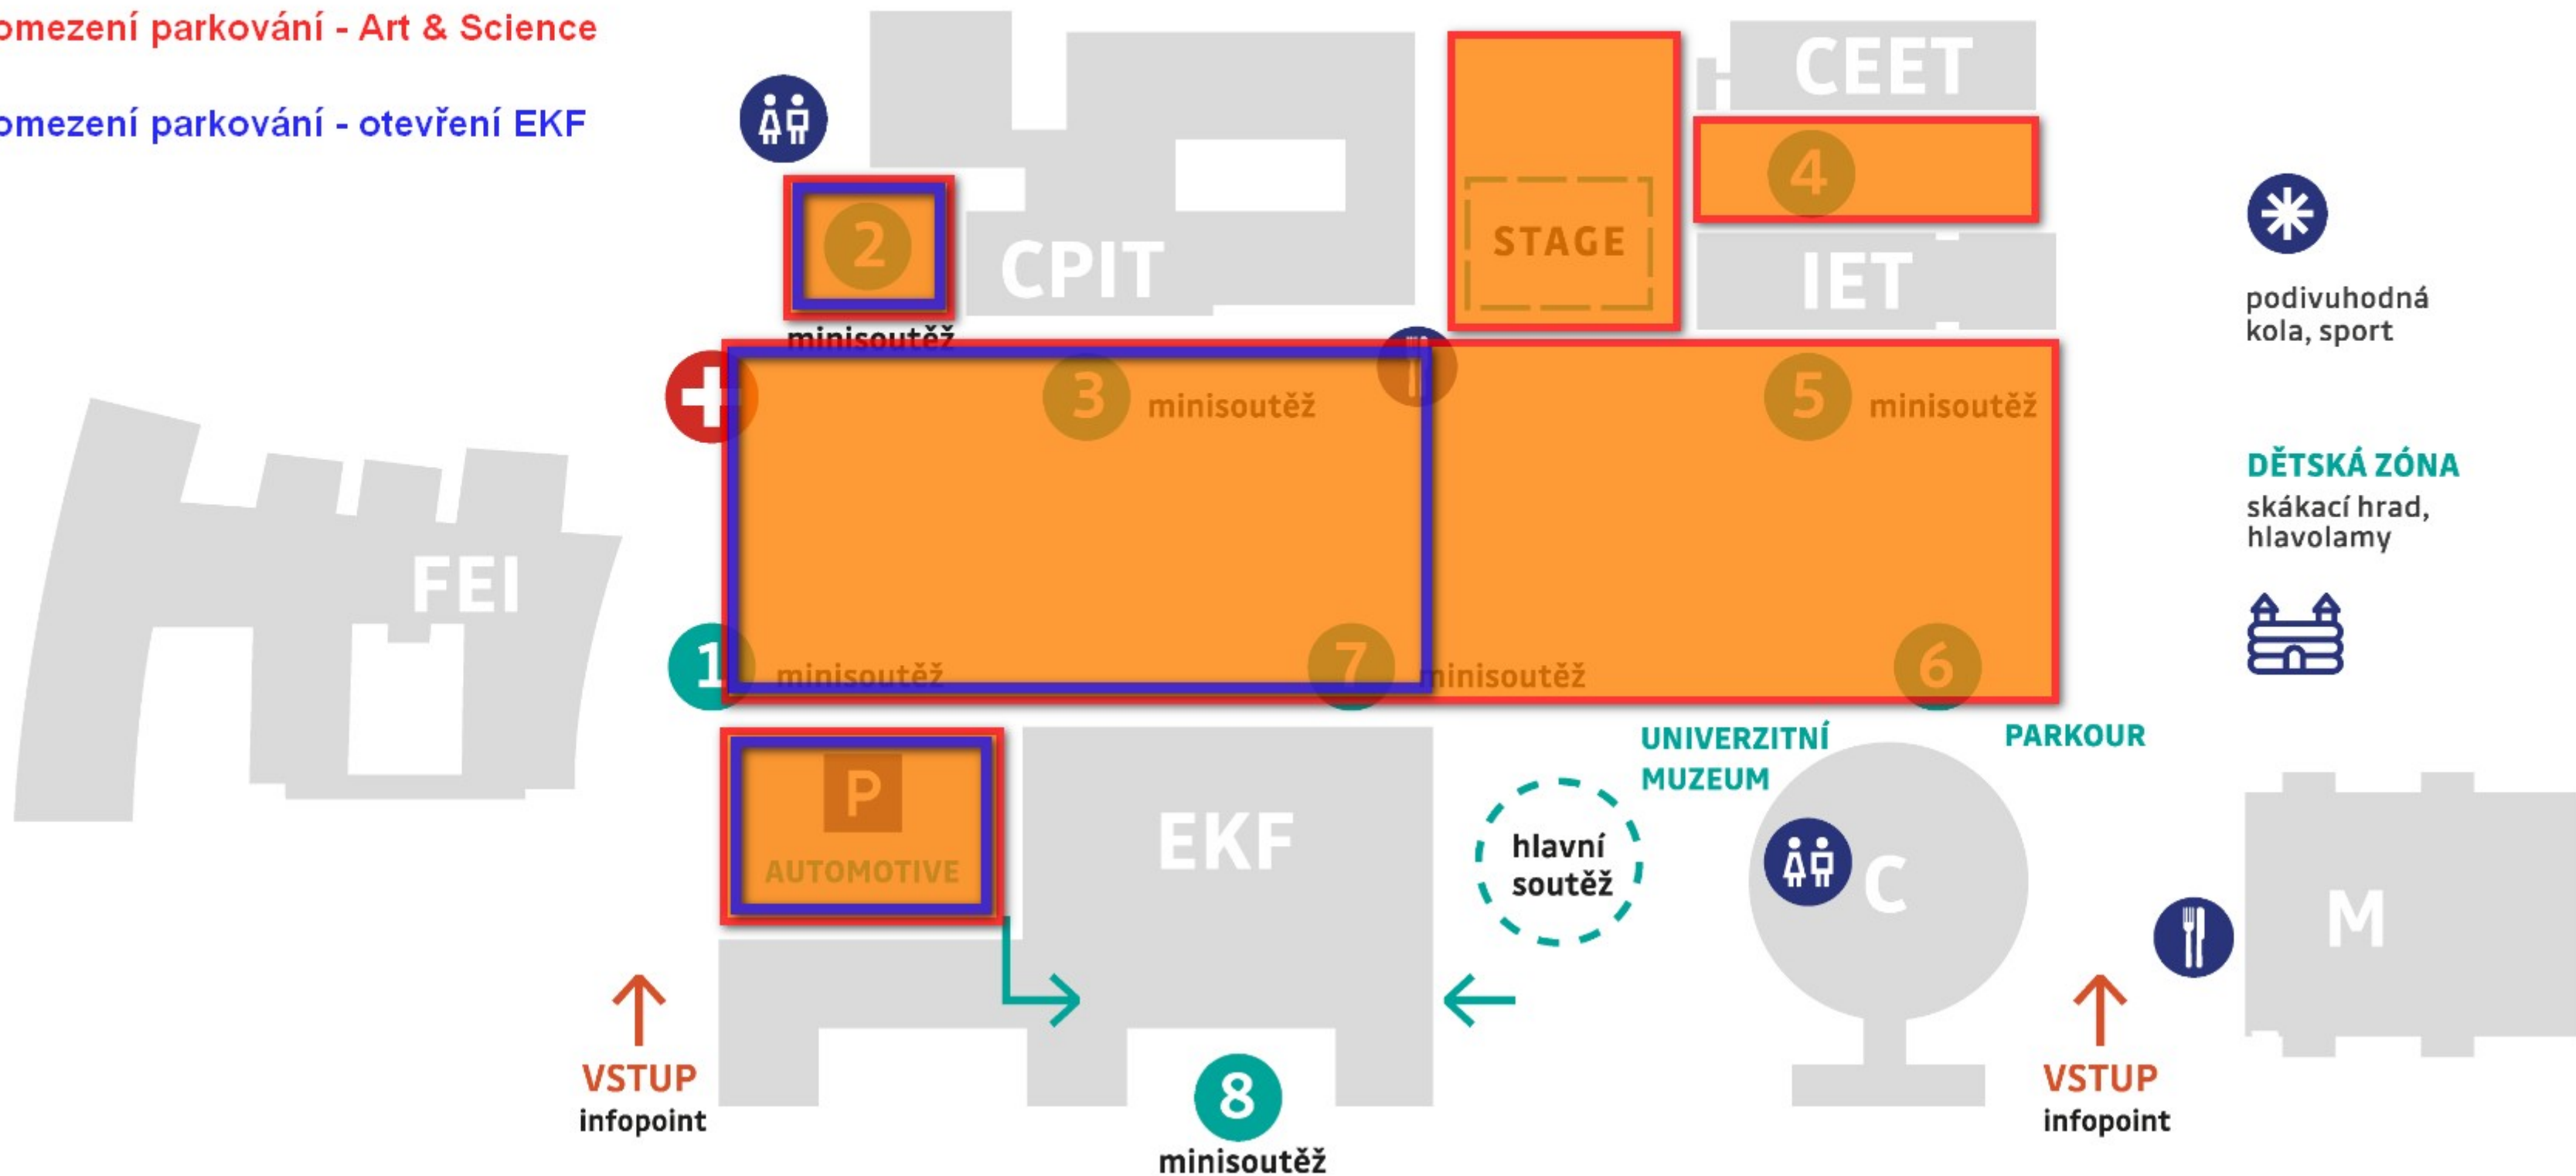 omezení parkování - Art & Science
omezení parkování - otevření EKF
CEET
4
2
STAGE
CPIT
IET
podivuhodná
kola, sport
minisoutěž
3 minisoutěž
5 minisoutěž
DĚTSKÁ ZÓNA
skákací hrad,
hlavolamy
FEI
1 minisoutěž
7 minisoutěž
6
UNIVERZITNÍ
MUZEUM
PARKOUR
P
AUTOMOTIVE
EKF
hlavní
soutěž
C
M
VSTUP
infopoint
VSTUP
infopoint
8
minisoutěž